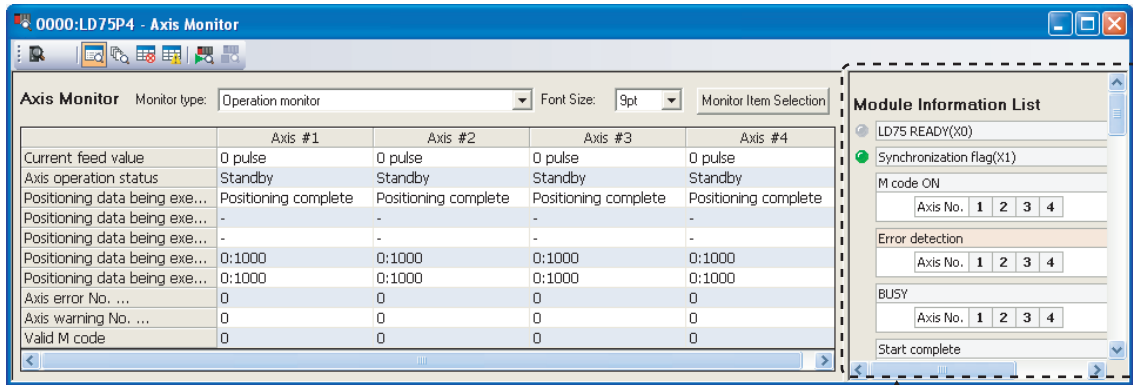 0000:LD75P4 - Axis Monitor
Axis Monitor Monitor type: Operation monitor Font Size: 9pt Monitor Item Selection
Axis #1 Axis #2 Axis #3 Axis #4
Current feed value 0 pulse 0 pulse 0 pulse 0 pulse
Axis operation status Standby Standby Standby Standby
Positioning data being exe... Positioning complete Positioning complete Positioning complete Positioning complete
Positioning data being exe... - - - -
Positioning data being exe... - - - -
Positioning data being exe... 0:1000 0:1000 0:1000 0:1000
Positioning data being exe... 0:1000 0:1000 0:1000 0:1000
Axis error No. ... 0 0 0 0
Axis warning No. ... 0 0 0 0
Valid M code 0 0 0 0
Module Information List
LD75 READY(X0)
Synchronization flag(X1)
M code ON
Axis No. 1 2 3 4
Error detection
Axis No. 1 2 3 4
BUSY
Axis No. 1 2 3 4
Start complete